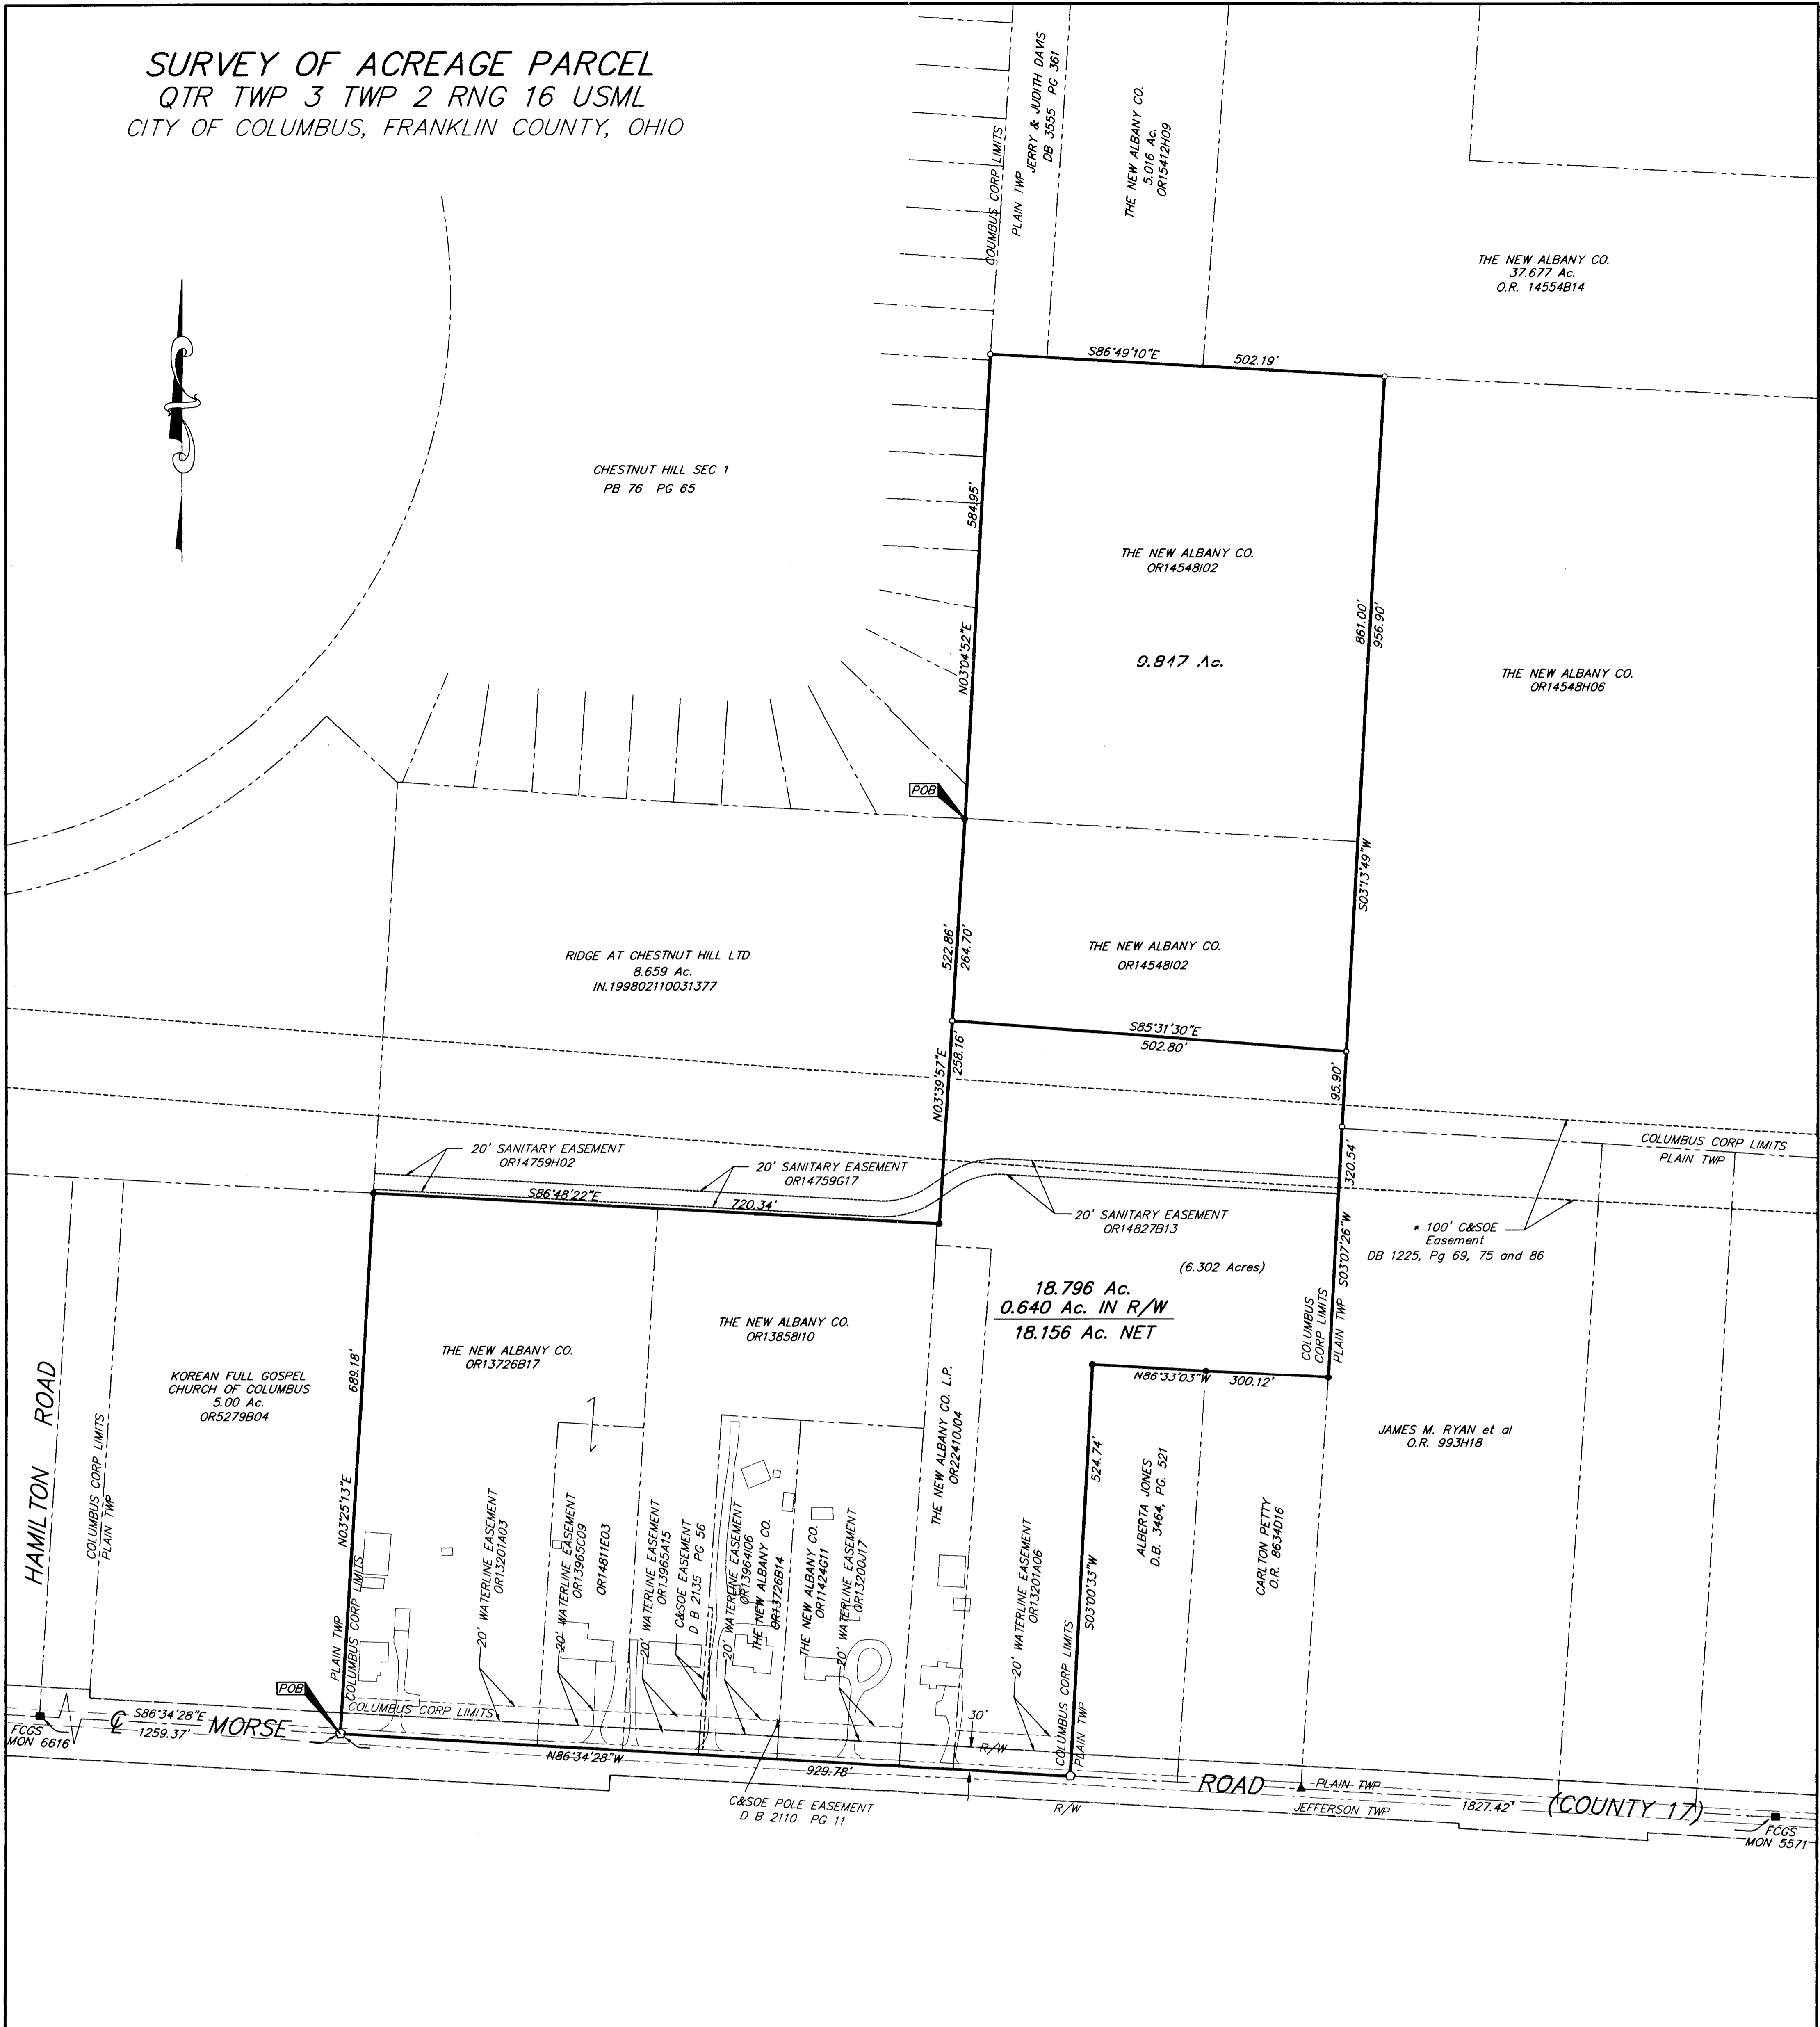 SURVEY OF ACREAGE PARCEL
QTR TWP 3 TWP 2 RNG 16 USML
CITY OF COLUMBUS, FRANKLIN COUNTY, OHIO
COUMBUS CORP LIMITS
PLAIN TWP
JERRY & JUDITH DAVIS
DB 3555 PG 361
THE NEW ALBANY CO.
5.016 Ac.
OR15412H09
THE NEW ALBANY CO.
37.677 Ac.
O.R. 14554B14
S86°49'10"E
502.19'
CHESTNUT HILL SEC 1
PB 76 PG 65
584.95'
N03°04'52"E
THE NEW ALBANY CO.
OR14548I02
9.847 Ac.
861.00'
956.90'
S03°13'49"W
THE NEW ALBANY CO.
OR14548H06
POB
RIDGE AT CHESTNUT HILL LTD
8.659 Ac.
IN.199802110031377
522.86'
264.70'
THE NEW ALBANY CO.
OR14548I02
S85°31'30"E
502.80'
N03°39'57"E
258.16'
95.90'
20' SANITARY EASEMENT
OR14759H02
20' SANITARY EASEMENT
OR14759G17
S86°48'22"E
720.34'
20' SANITARY EASEMENT
OR14827B13
320.54'
S03°07'26"W
COLUMBUS CORP LIMITS
PLAIN TWP
* 100' C&SOE
Easement
DB 1225, Pg 69, 75 and 86
(6.302 Acres)
18.796 Ac.
0.640 Ac. IN R/W
18.156 Ac. NET
COLUMBUS
CORP LIMITS
PLAIN TWP
N86°33'03"W
300.12'
HAMILTON ROAD
COLUMBUS CORP LIMITS
PLAIN TWP
KOREAN FULL GOSPEL
CHURCH OF COLUMBUS
5.00 Ac.
OR5279B04
689.18'
N03°25'13"E
PLAIN TWP
COLUMBUS CORP LIMITS
THE NEW ALBANY CO.
OR13726B17
THE NEW ALBANY CO.
OR13858I10
20' WATERLINE EASEMENT
OR13201A03
20' WATERLINE EASEMENT
OR13965C09
OR14811E03
20' WATERLINE EASEMENT
OR13965A15
C&SOE EASEMENT
D B 2135 PG 56
20' WATERLINE EASEMENT
OR13964I06
THE NEW ALBANY CO.
OR13726B14
THE NEW ALBANY CO.
OR11424G11
20' WATERLINE EASEMENT
OR13200J17
THE NEW ALBANY CO. L.P.
OR22410J04
20' WATERLINE EASEMENT
OR13201A06
524.74'
S03°00'33"W
COLUMBUS CORP LIMITS
PLAIN TWP
ALBERTA JONES
D.B. 3464, PG. 521
CARLTON PETTY
O.R. 8634D16
JAMES M. RYAN et al
O.R. 993H18
POB
COLUMBUS CORP LIMITS
FCGS
MON 6616
S86°34'28"E
1259.37'
MORSE
N86°34'28"W
929.78'
30'
R/W
C&SOE POLE EASEMENT
D B 2110 PG 11
R/W
ROAD
PLAIN TWP
JEFFERSON TWP
1827.42'
(COUNTY 17)
FCGS
MON 5571